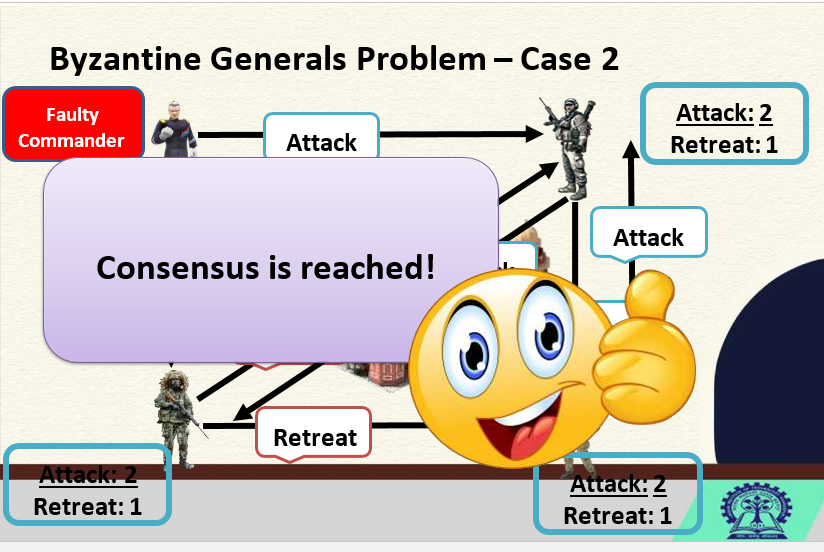 Byzantine Generals Problem – Case 2
Faulty
Commander
Attack
Attack: 2
Retreat: 1
Attack
Consensus is reached!
Retreat
Attack: 2
Retreat: 1
Attack: 2
Retreat: 1